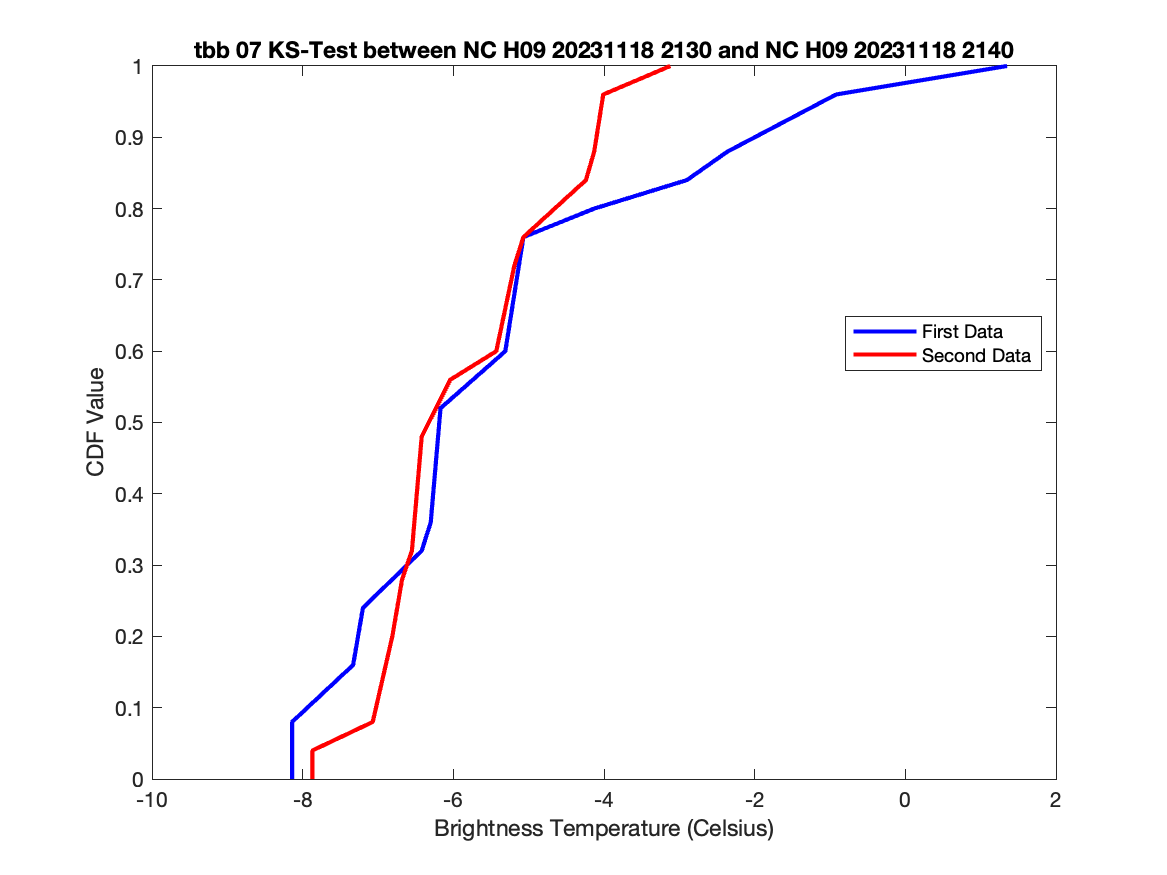 tbb 07 KS-Test between NC H09 20231118 2130 and NC H09 20231118 2140
1
0.9
0.8
0.7
0.6
0.5
0.4
0.3
0.2
0.1
0
CDF Value
First Data
Second Data
-10 -8 -6 -4 -2 0 2
Brightness Temperature (Celsius)